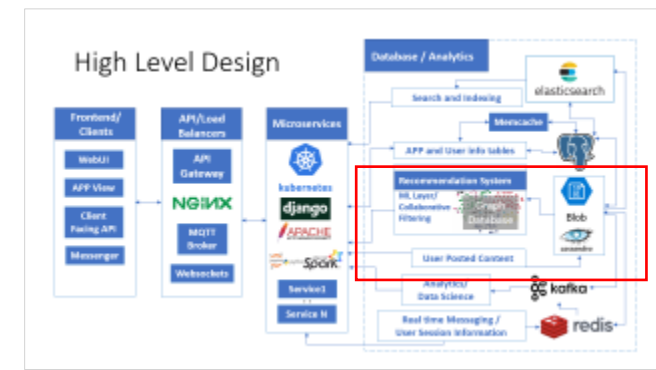 High Level Design
Database / Analytics
elasticsearch
Search and Indexing
Frontend/
Clients
API/Load
Balancers
Microservices
Memcache
WebUI
API
Gateway
APP and User info tables
APP View
kubernetes
Recommendation System
NGINX
django
ML Layer/
Collaborative
Filtering
Graph
Database
Blob
Client
Facing API
MQTT
Broker
APACHE
cassandra
Messenger
Websockets
Spark
User Posted Content
Service1
Analytics/
Data Science
kafka
Service N
Real time Messaging /
User Session Information
redis